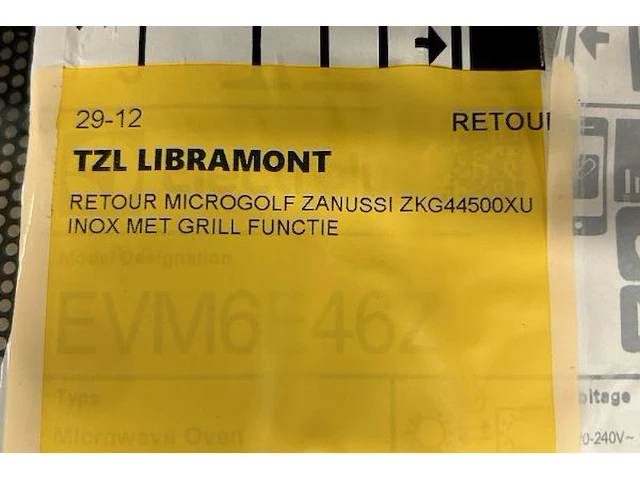 29-12 RETOUI
TZL LIBRAMONT
RETOUR MICROGOLF ZANUSSI ZKG44500XU
INOX MET GRILL FUNCTIE
Model Designation
EVM6E46Z
Type
Microwave Oven
oltage
0-240V~